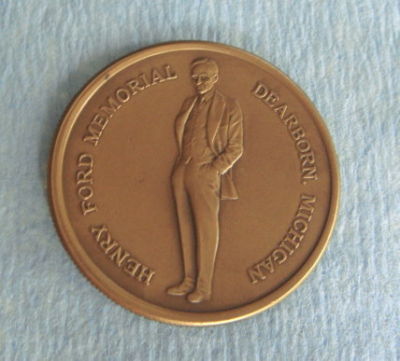 HENRY FORD MEMORIAL
DEARBORN, MICHIGAN